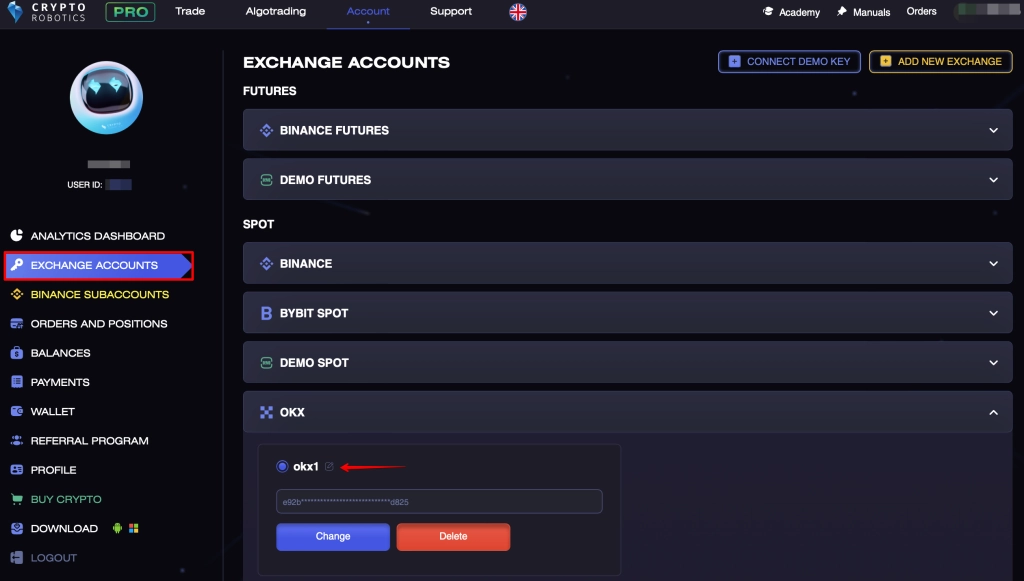 CRYPTO
ROBOTICS
PRO
Trade
Algotrading
Account
Support
Academy
Manuals
Orders
USER ID:
ANALYTICS DASHBOARD
EXCHANGE ACCOUNTS
BINANCE SUBACCOUNTS
ORDERS AND POSITIONS
BALANCES
PAYMENTS
WALLET
REFERRAL PROGRAM
PROFILE
BUY CRYPTO
DOWNLOAD
LOGOUT
EXCHANGE ACCOUNTS
CONNECT DEMO KEY
ADD NEW EXCHANGE
FUTURES
BINANCE FUTURES
DEMO FUTURES
SPOT
BINANCE
BYBIT SPOT
DEMO SPOT
OKX
okx1
e92b****************************d825
Change
Delete